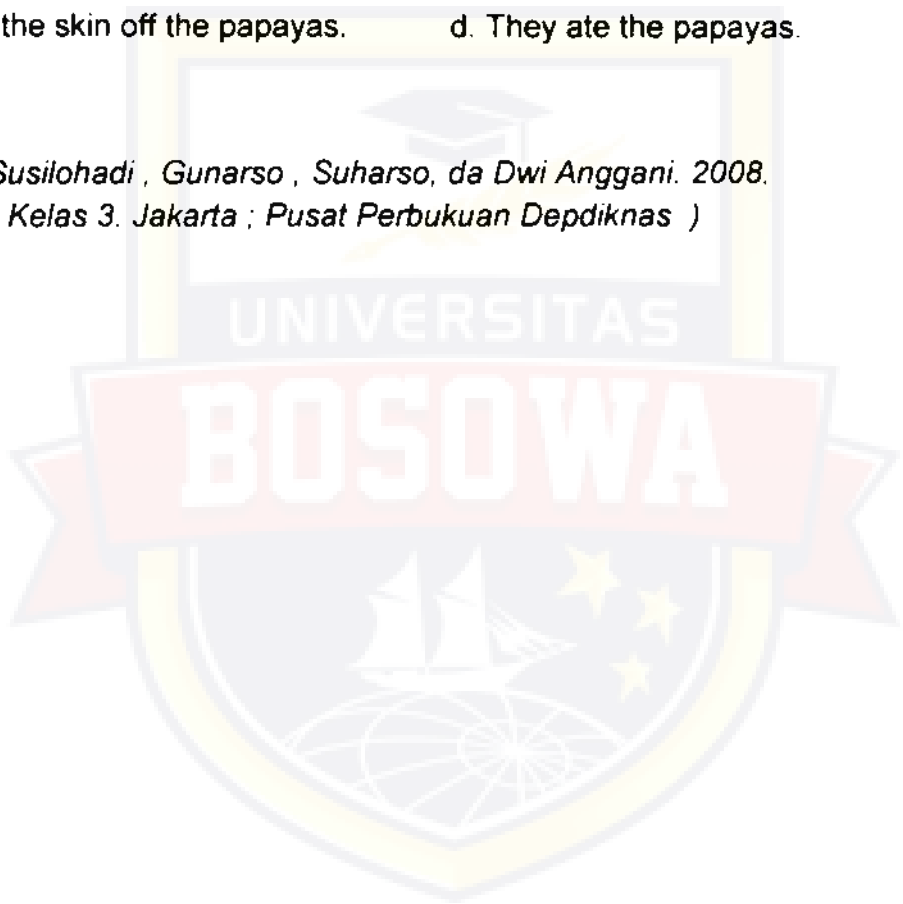 the skin off the papayas. d. They ate the papayas.
Susilohadi , Gunarso , Suharso, da Dwi Anggani. 2008.
Kelas 3. Jakarta ; Pusat Perbukuan Depdiknas )
UNIVERSITAS
BOSOWA